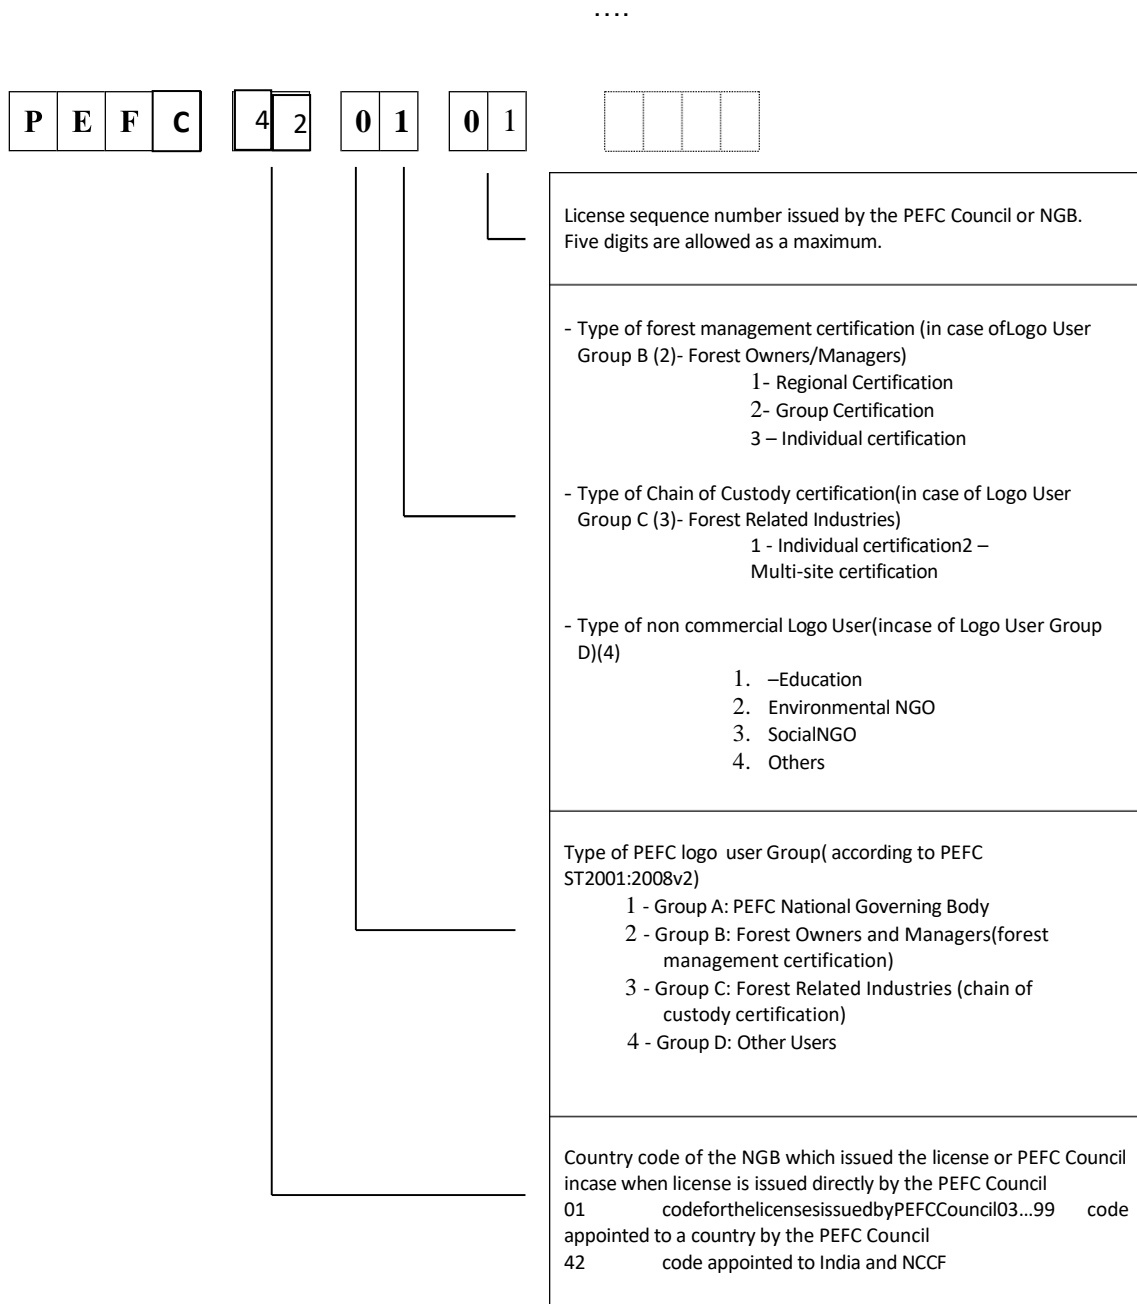 ....
P E F C 4 2 0 1 0 1
License sequence number issued by the PEFC Council or NGB.
Five digits are allowed as a maximum.
- Type of forest management certification (in case ofLogo User
Group B (2)- Forest Owners/Managers)
1- Regional Certification
2- Group Certification
3 – Individual certification
- Type of Chain of Custody certification(in case of Logo User
Group C (3)- Forest Related Industries)
1 - Individual certification2 –
Multi-site certification
- Type of non commercial Logo User(incase of Logo User Group
D)(4)
1. –Education
2. Environmental NGO
3. SocialNGO
4. Others
Type of PEFC logo user Group( according to PEFC
ST2001:2008v2)
1 - Group A: PEFC National Governing Body
2 - Group B: Forest Owners and Managers(forest
management certification)
3 - Group C: Forest Related Industries (chain of
custody certification)
4 - Group D: Other Users
Country code of the NGB which issued the license or PEFC Council
incase when license is issued directly by the PEFC Council
01 codeforthelicensesissuedbyPEFCCouncil03...99 code
appointed to a country by the PEFC Council
42 code appointed to India and NCCF